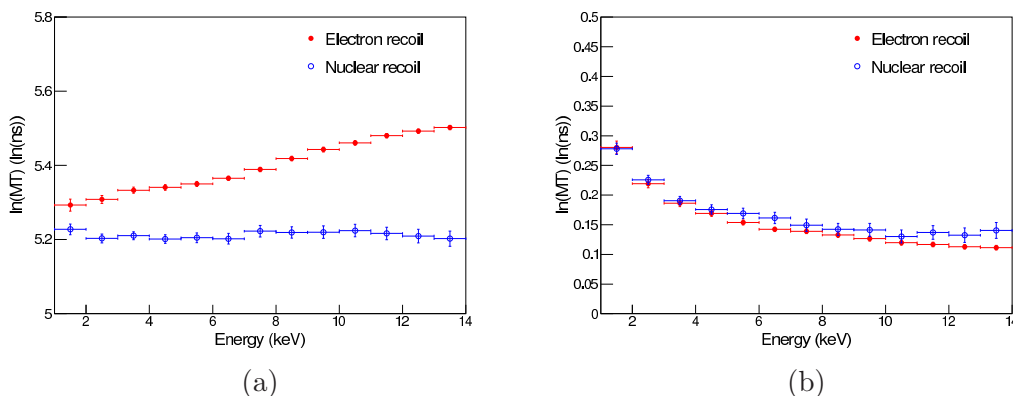 5.8
5.6
5.4
5.2
5
ln(MT) (ln(ns))
Electron recoil
Nuclear recoil
2 4 6 8 10 12 14
Energy (keV)
(a)
0.5
0.45
0.4
0.35
0.3
0.25
0.2
0.15
0.1
0.05
0
ln(MT) (ln(ns))
Electron recoil
Nuclear recoil
2 4 6 8 10 12 14
Energy (keV)
(b)